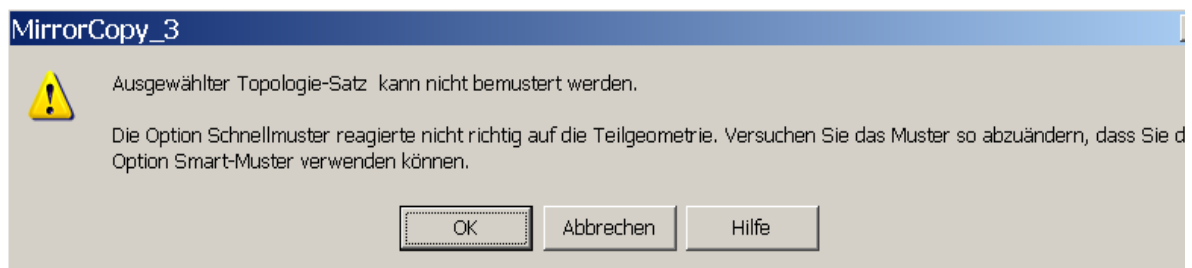 MirrorCopy_3
Ausgewählter Topologie-Satz kann nicht bemustert werden.
Die Option Schnellmuster reagierte nicht richtig auf die Teilgeometrie. Versuchen Sie das Muster so abzuändern, dass Sie
Option Smart-Muster verwenden können.
OK
Abbrechen
Hilfe